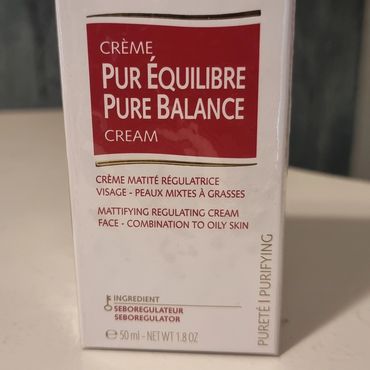 CRÈME
PUR ÉQUILIBRE
PURE BALANCE
CREAM
CRÈME MATITÉ RÉGULATRICE
VISAGE - PEAUX MIXTES À GRASSES
MATTIFYING REGULATING CREAM
FACE - COMBINATION TO OILY SKIN
INGREDIENT
SEBOREGULATEUR
SEBOREGULATOR
℮ 50 ml - NET WT 1.8 OZ
PURETÉ | PURIFYING